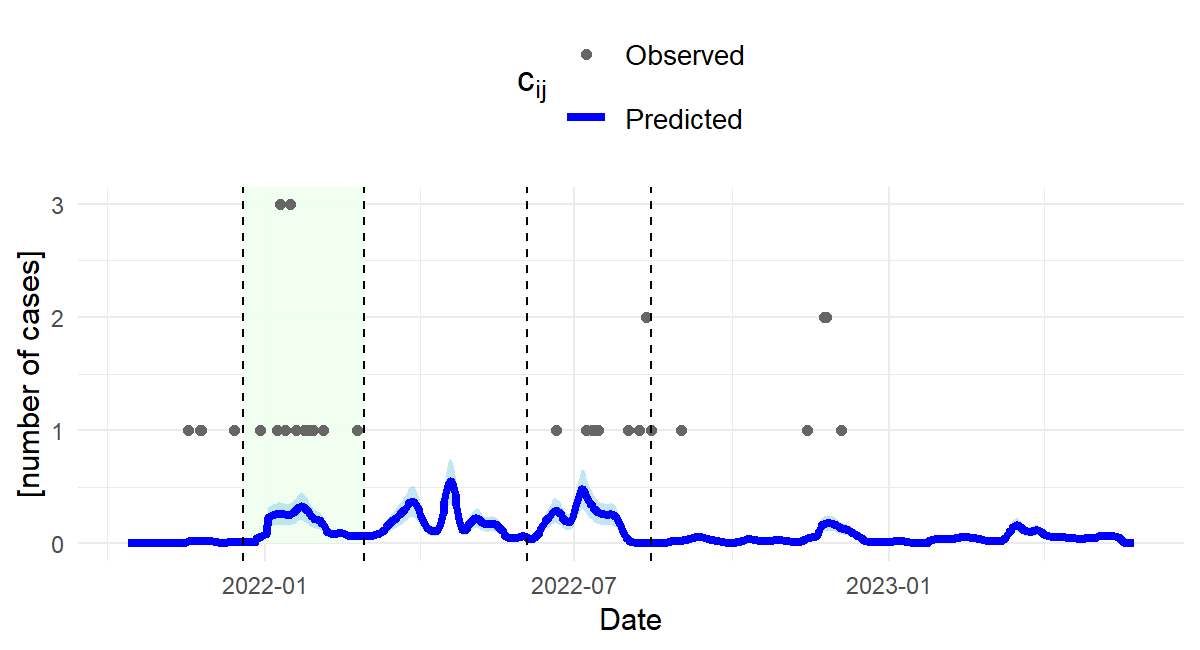 c_ij
Observed
Predicted
[number of cases]
3
2
1
0
2022-01
2022-07
2023-01
Date